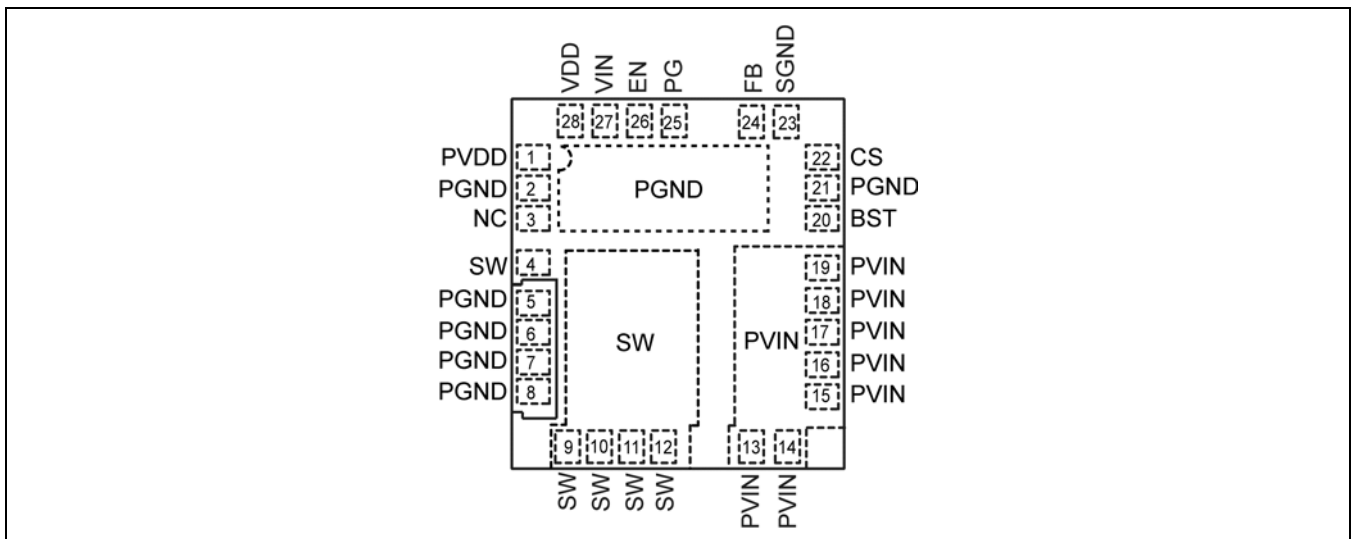 VDD VIN EN PG FB SGND
28 27 26 25 24 23
PVDD 1 22 CS
PGND 2 PGND 21 PGND
NC 3 20 BST
SW 4 19 PVIN
PGND 5 18 PVIN
PGND 6 SW PVIN 17 PVIN
PGND 7 16 PVIN
PGND 8 15 PVIN
9 10 11 12 13 14
SW SW SW SW PVIN PVIN